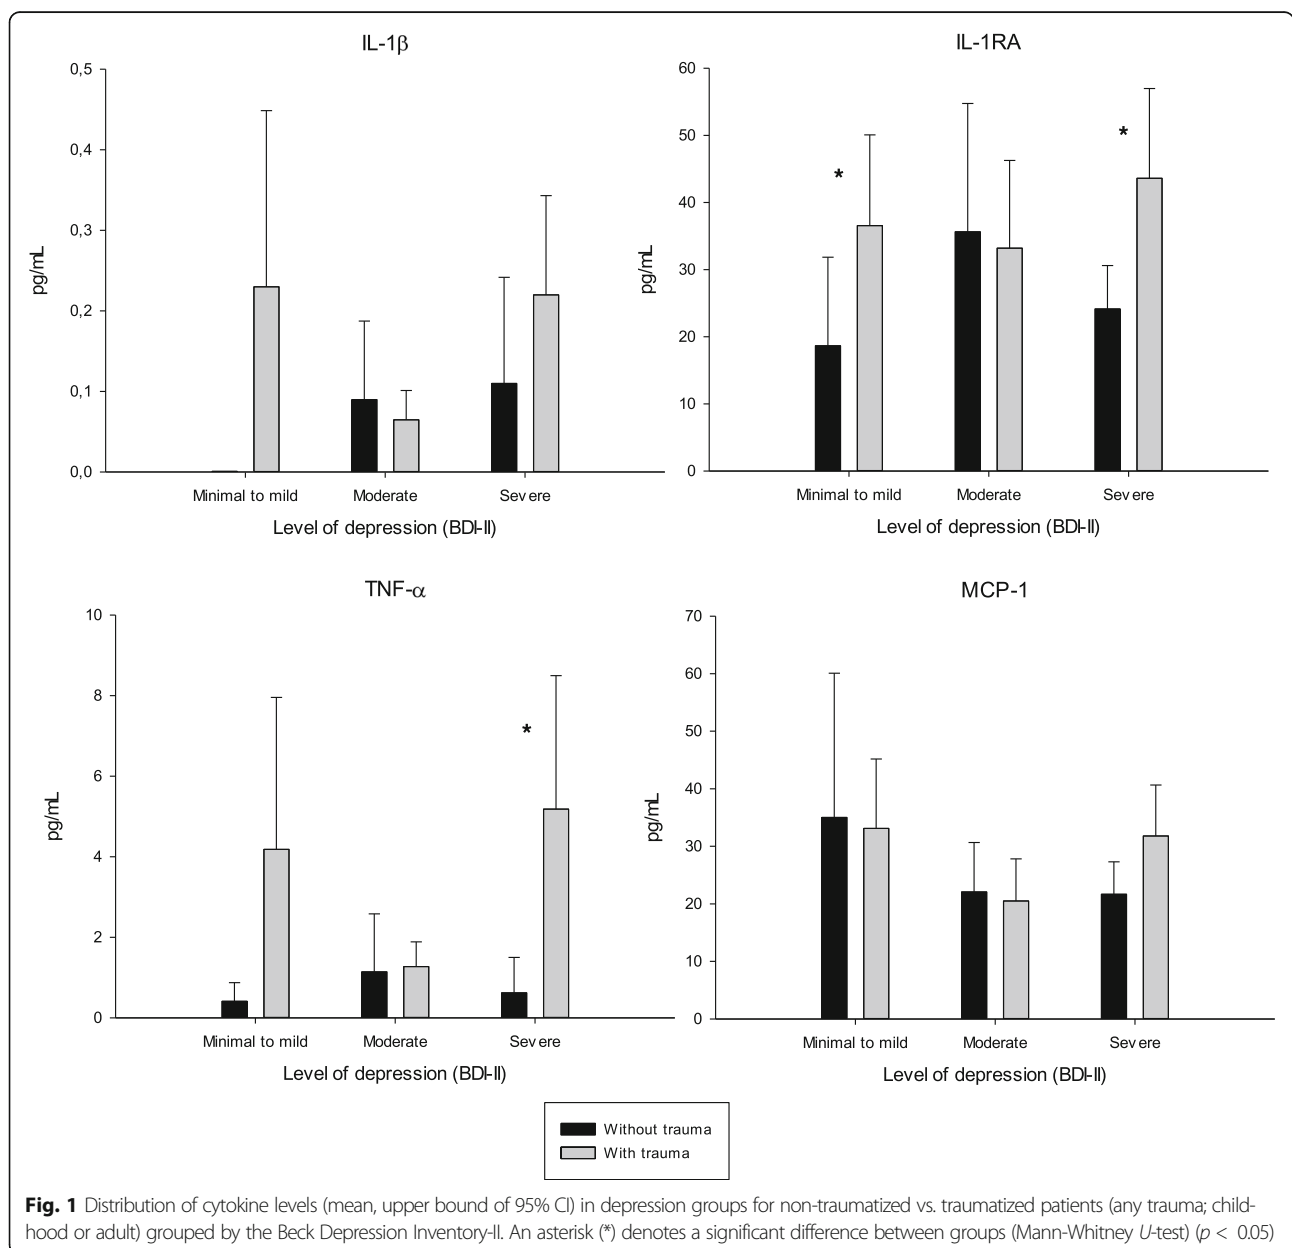 IL-1β
0,5
0,4
0,3
0,2
0,1
0,0
pg/mL
Minimal to mild Moderate Severe
Level of depression (BDI-II)
IL-1RA
60
50
40
30
20
10
0
pg/mL
*
*
Minimal to mild Moderate Severe
Level of depression (BDI-II)
TNF-α
10
8
6
4
2
0
pg/mL
*
Minimal to mild Moderate Severe
Level of depression (BDI-II)
MCP-1
70
60
50
40
30
20
10
0
pg/mL
Minimal to mild Moderate Severe
Level of depression (BDI-II)
Without trauma
With trauma
Fig. 1 Distribution of cytokine levels (mean, upper bound of 95% CI) in depression groups for non-traumatized vs. traumatized patients (any trauma; child-
hood or adult) grouped by the Beck Depression Inventory-II. An asterisk (*) denotes a significant difference between groups (Mann-Whitney U-test) (p < 0.05)